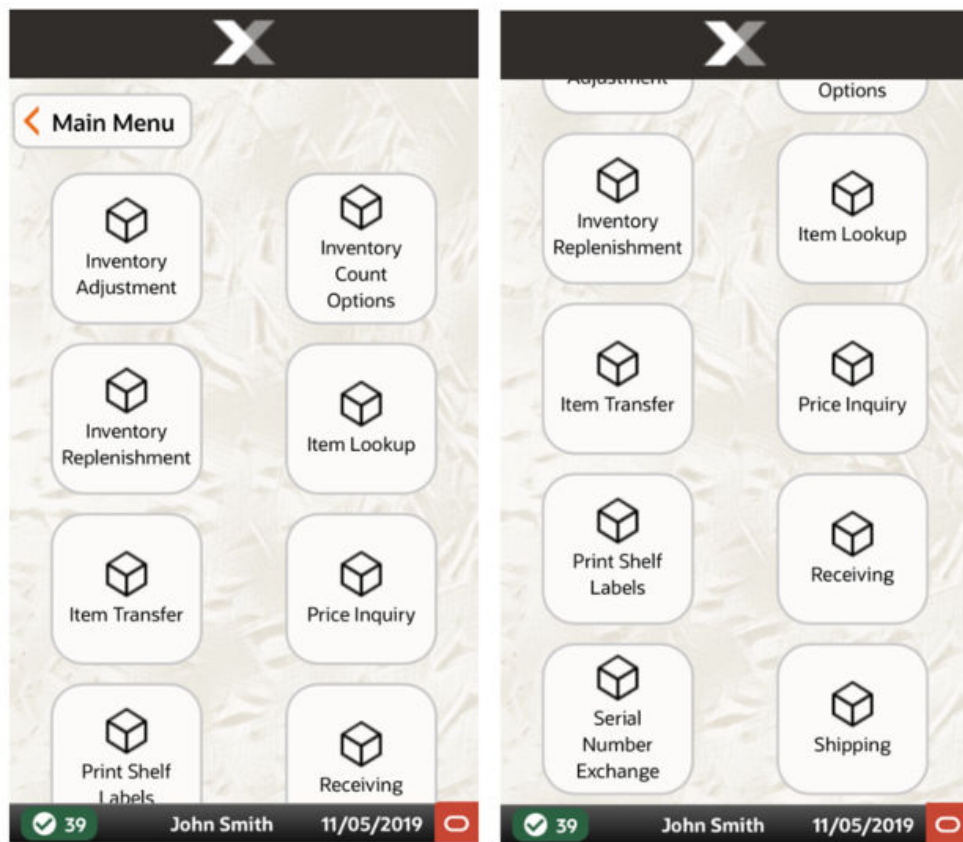 Main Menu
Inventory
Adjustment
Inventory
Count
Options
Inventory
Replenishment
Item Lookup
Item Transfer
Price Inquiry
Print Shelf
Labels
Receiving
39
John Smith
11/05/2019
Adjustment
Options
Inventory
Replenishment
Item Lookup
Item Transfer
Price Inquiry
Print Shelf
Labels
Receiving
Serial
Number
Exchange
Shipping
39
John Smith
11/05/2019